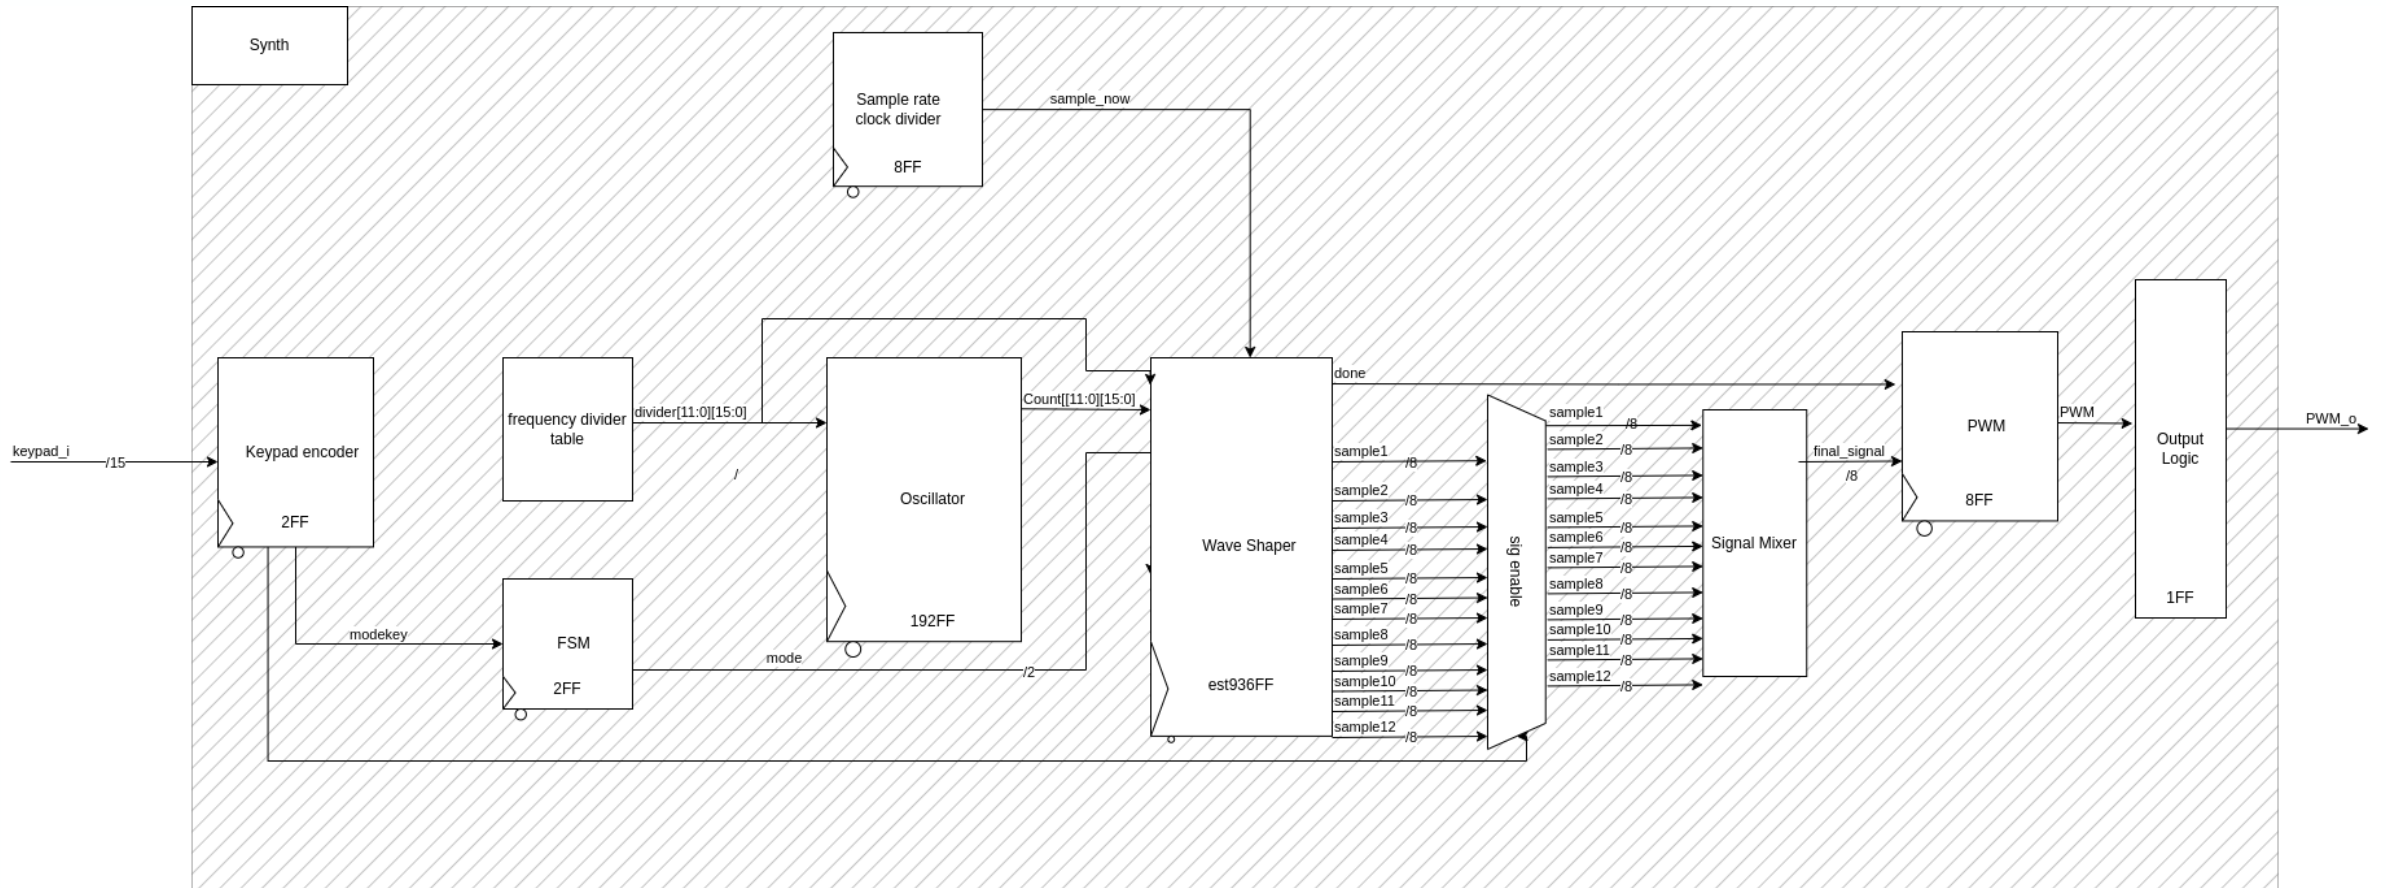 Synth
Sample rate
clock divider
8FF
sample_now
keypad_i
/15
Keypad encoder
2FF
frequency divider
table
divider[11:0][15:0]
/
Oscillator
192FF
Count[[11:0][15:0]
modekey
FSM
2FF
mode
/2
Wave Shaper
est936FF
done
sample1
/8
sample2
/8
sample3
/8
sample4
/8
sample5
/8
sample6
/8
sample7
/8
sample8
/8
sample9
/8
sample10
/8
sample11
/8
sample12
/8
sig enable
sample1
/8
sample2
/8
sample3
/8
sample4
/8
sample5
/8
sample6
/8
sample7
/8
sample8
/8
sample9
/8
sample10
/8
sample11
/8
sample12
/8
Signal Mixer
final_signal
/8
PWM
8FF
PWM
Output
Logic
1FF
PWM_o